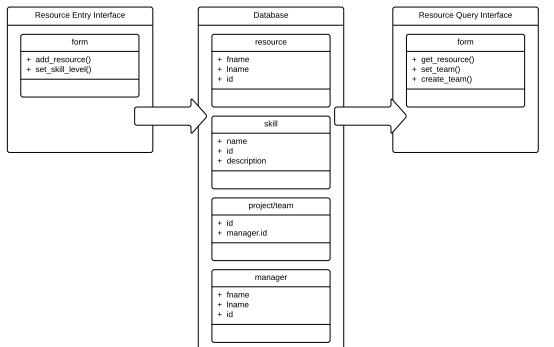 Resource Entry Interface
form
+ add_resource()
+ set_skill_level()
Database
resource
+ fname
+ lname
+ id
skill
+ name
+ id
+ description
project/team
+ id
+ manager.id
manager
+ fname
+ lname
+ id
Resource Query Interface
form
+ get_resource()
+ set_team()
+ create_team()